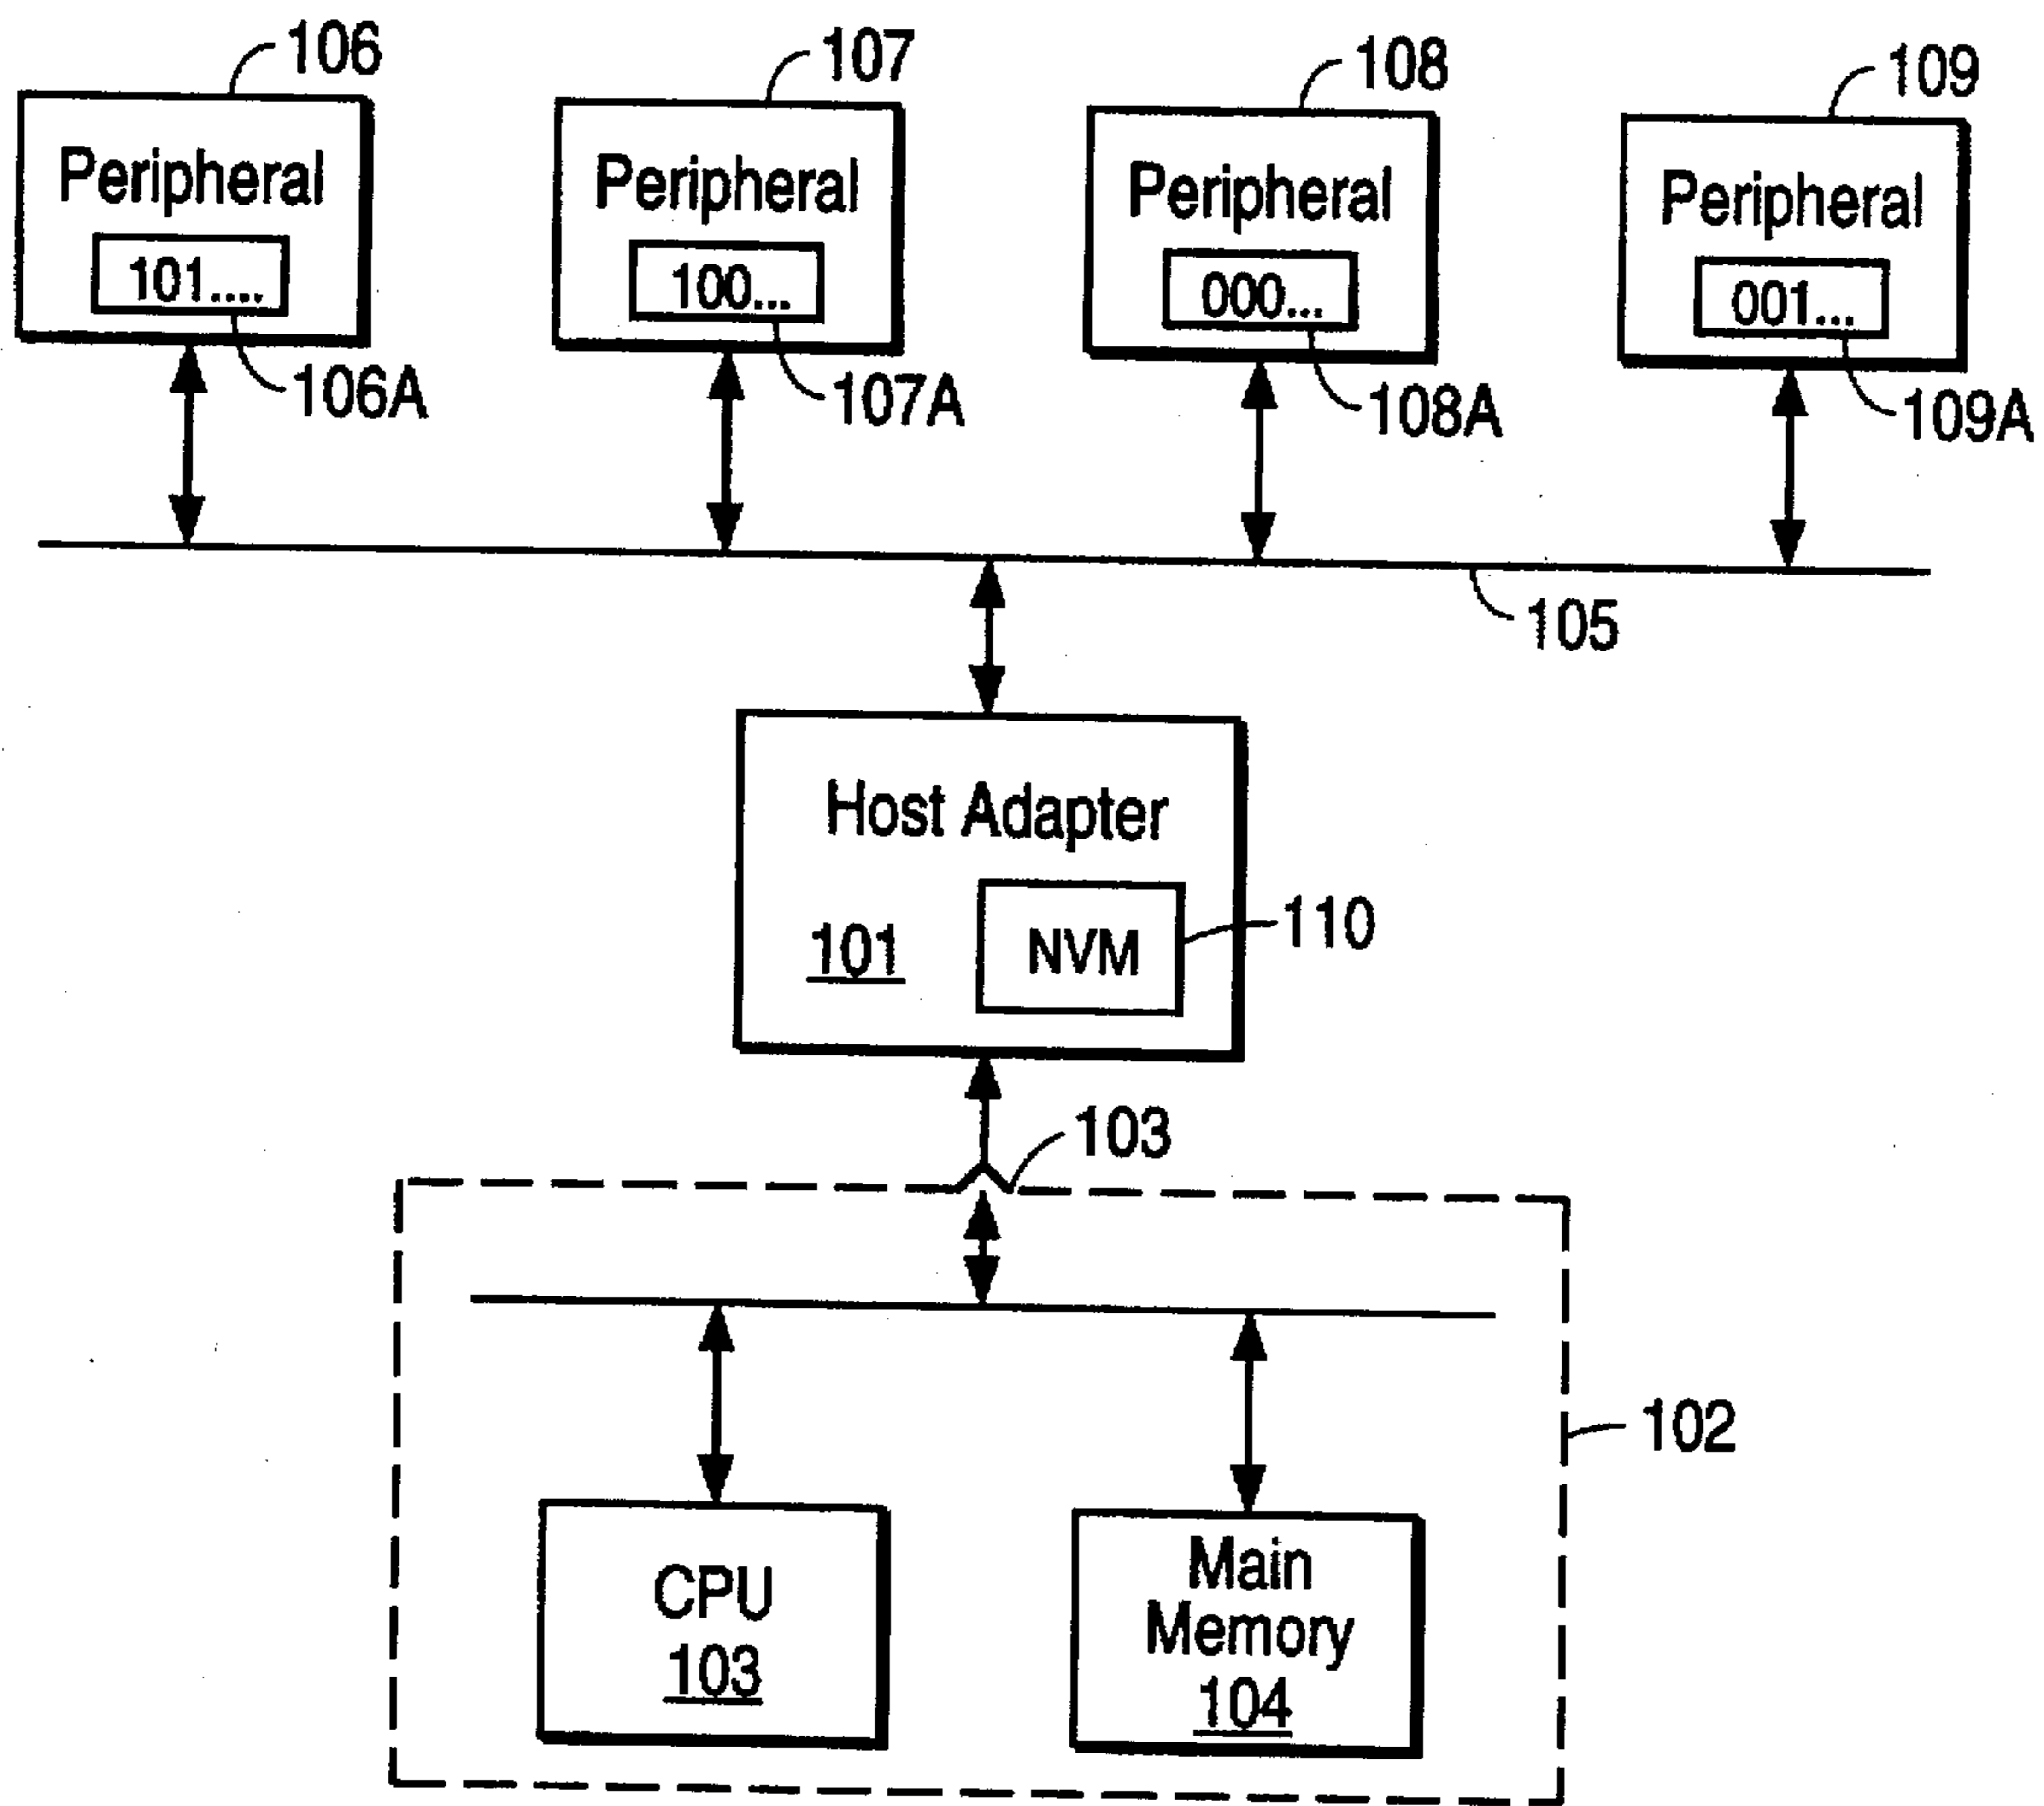 106
107
108
109
Peripheral
Peripheral
Peripheral
Peripheral
101....
100...
000...
001...
106A
107A
108A
109A
105
Host Adapter
101
NVM
110
103
102
CPU
103
Main
Memory
104